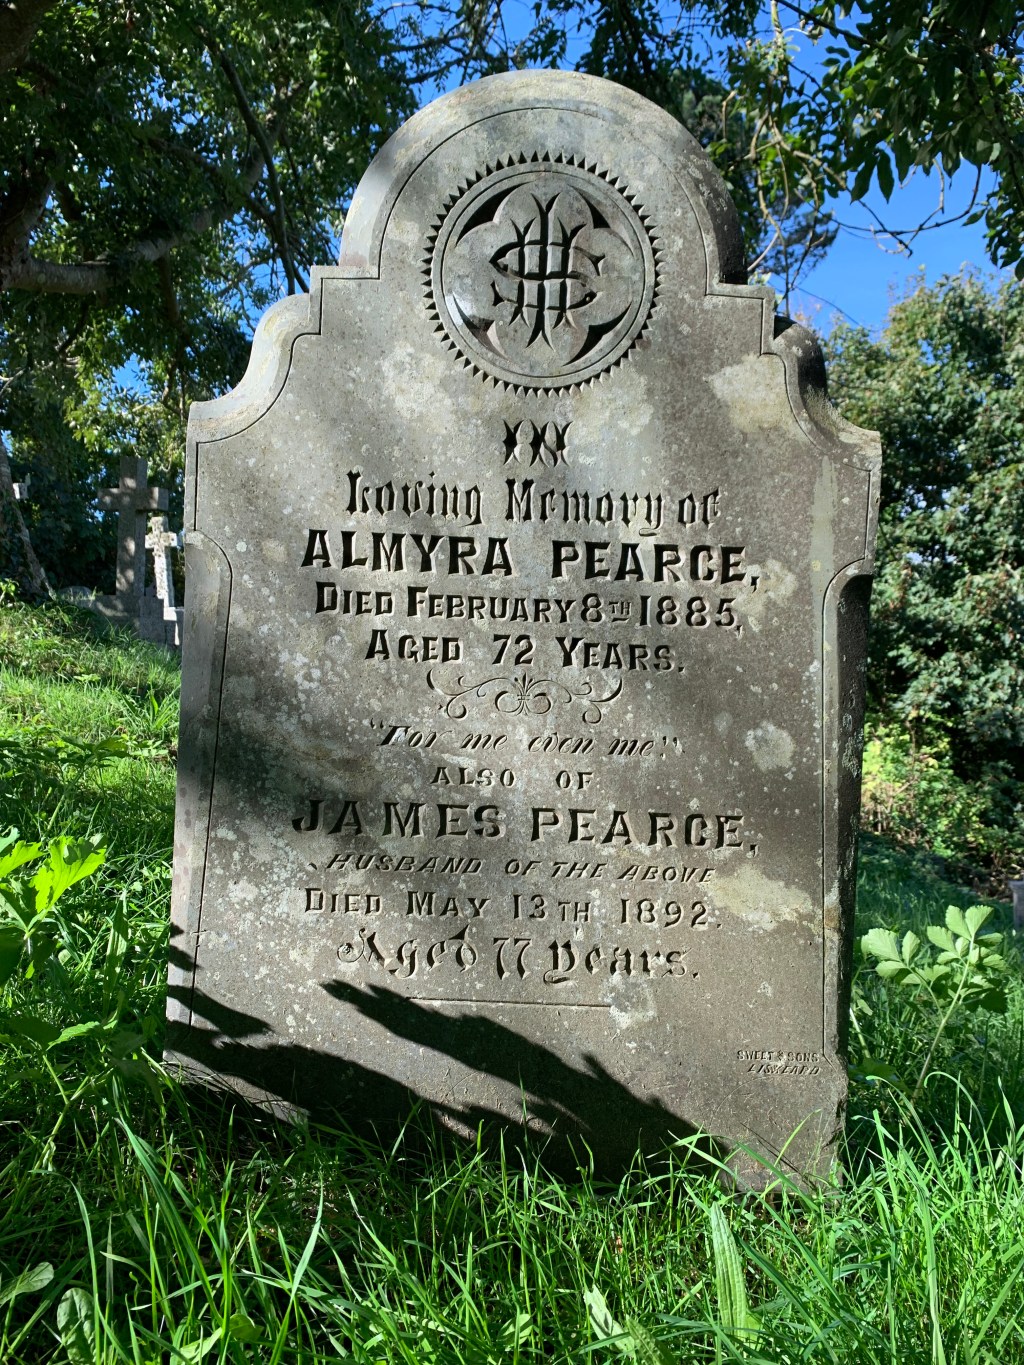 IHS
IN
Loving Memory of
ALMYRA PEARCE,
DIED FEBRUARY 8TH 1885,
AGED 72 YEARS.
"For me even me."
ALSO OF
JAMES PEARCE,
HUSBAND OF THE ABOVE
DIED MAY 13TH 1892.
Aged 77 Years.
SWEET & SONS
LISKEARD